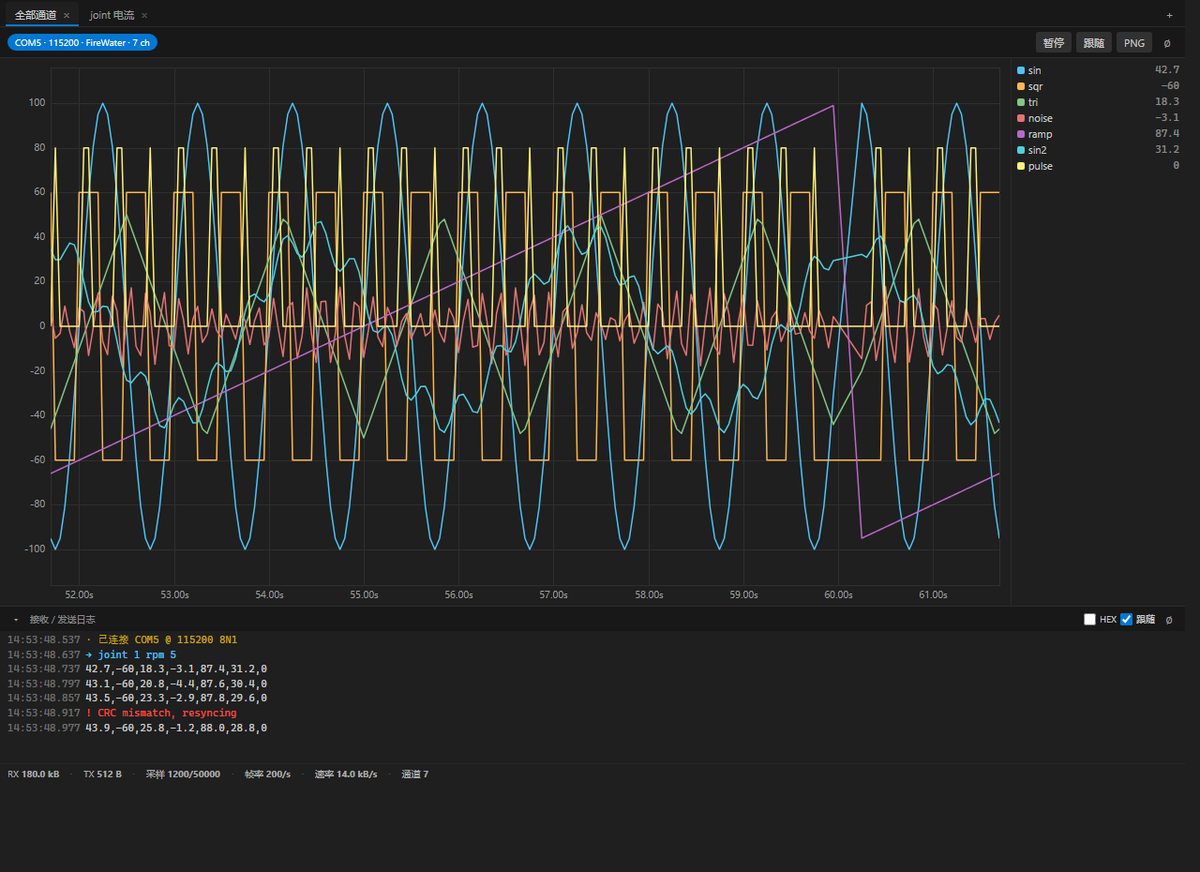 全部通道 × joint 电流 × +
COM5 · 115200 · FireWater · 7 ch 暂停 跟随 PNG ∅
sin 42.7
sqr −60
tri 18.3
noise −3.1
ramp 87.4
sin2 31.2
pulse 0
100
80
60
40
20
0
-20
-40
-60
-80
-100
52.00s 53.00s 54.00s 55.00s 56.00s 57.00s 58.00s 59.00s 60.00s 61.00s
接收 / 发送日志 HEX 跟随 ∅
14:53:48.537 · 已连接 COM5 @ 115200 8N1
14:53:48.637 → joint 1 rpm 5
14:53:48.737 42.7,-60,18.3,-3.1,87.4,31.2,0
14:53:48.797 43.1,-60,20.8,-4.4,87.6,30.4,0
14:53:48.857 43.5,-60,23.3,-2.9,87.8,29.6,0
14:53:48.917 ! CRC mismatch, resyncing
14:53:48.977 43.9,-60,25.8,-1.2,88.0,28.8,0
RX 180.0 kB · TX 512 B · 采样 1200/50000 · 帧率 200/s · 速率 14.0 kB/s · 通道 7